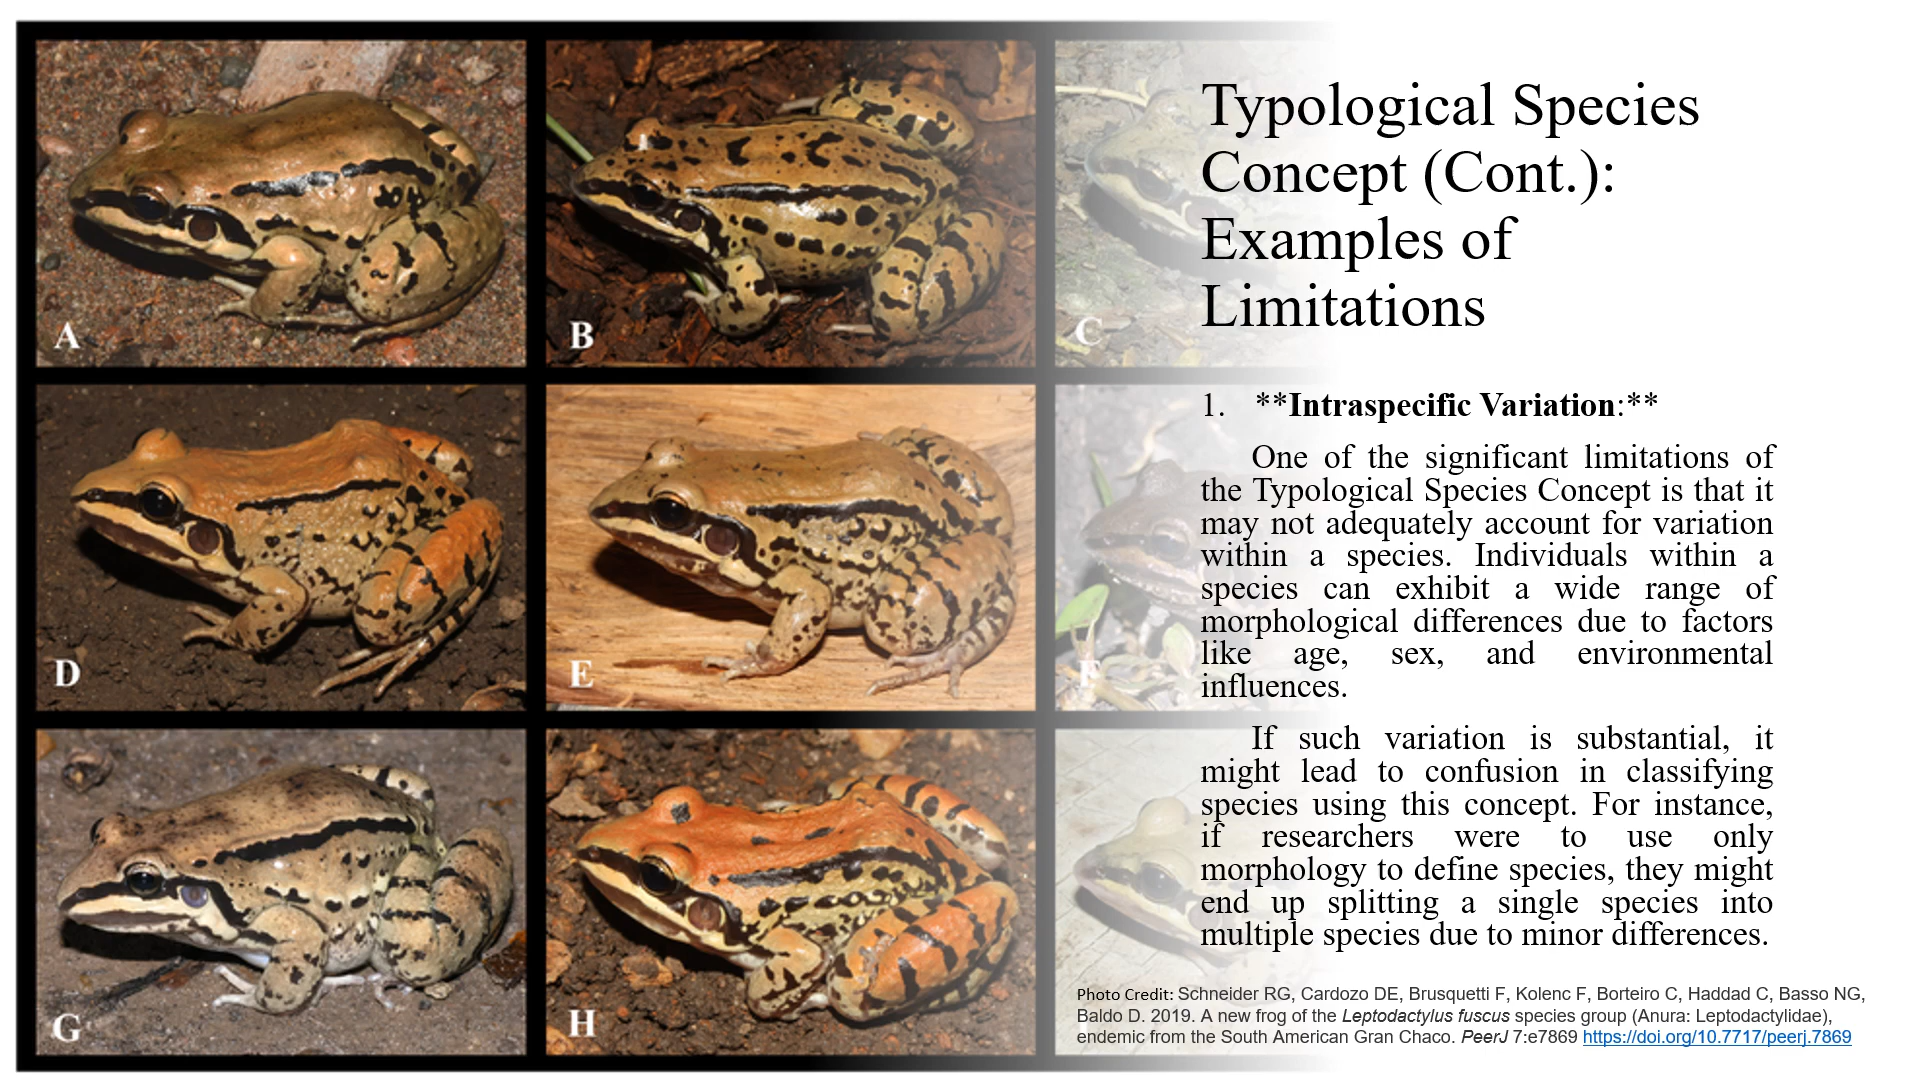 Typological Species
Concept (Cont.):
Examples of
Limitations
1. **Intraspecific Variation:**
One of the significant limitations of
the Typological Species Concept is that it
may not adequately account for variation
within a species. Individuals within a
species can exhibit a wide range of
morphological differences due to factors
like age, sex, and environmental
influences.
If such variation is substantial, it
might lead to confusion in classifying
species using this concept. For instance,
if researchers were to use only
morphology to define species, they might
end up splitting a single species into
multiple species due to minor differences.
Photo Credit: Schneider RG, Cardozo DE, Brusquetti F, Kolenc F, Borteiro C, Haddad C, Basso NG,
Baldo D. 2019. A new frog of the Leptodactylus fuscus species group (Anura: Leptodactylidae),
endemic from the South American Gran Chaco. PeerJ 7:e7869 https://doi.org/10.7717/peerj.7869
A
B
C
D
E
F
G
H